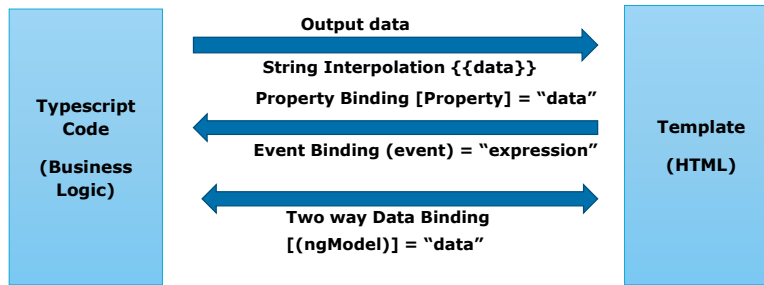 Output data
String Interpolation {{data}}
Property Binding [Property] = “data”
Typescript
Code
(Business
Logic)
Event Binding (event) = “expression”
Template
(HTML)
Two way Data Binding
[(ngModel)] = “data”